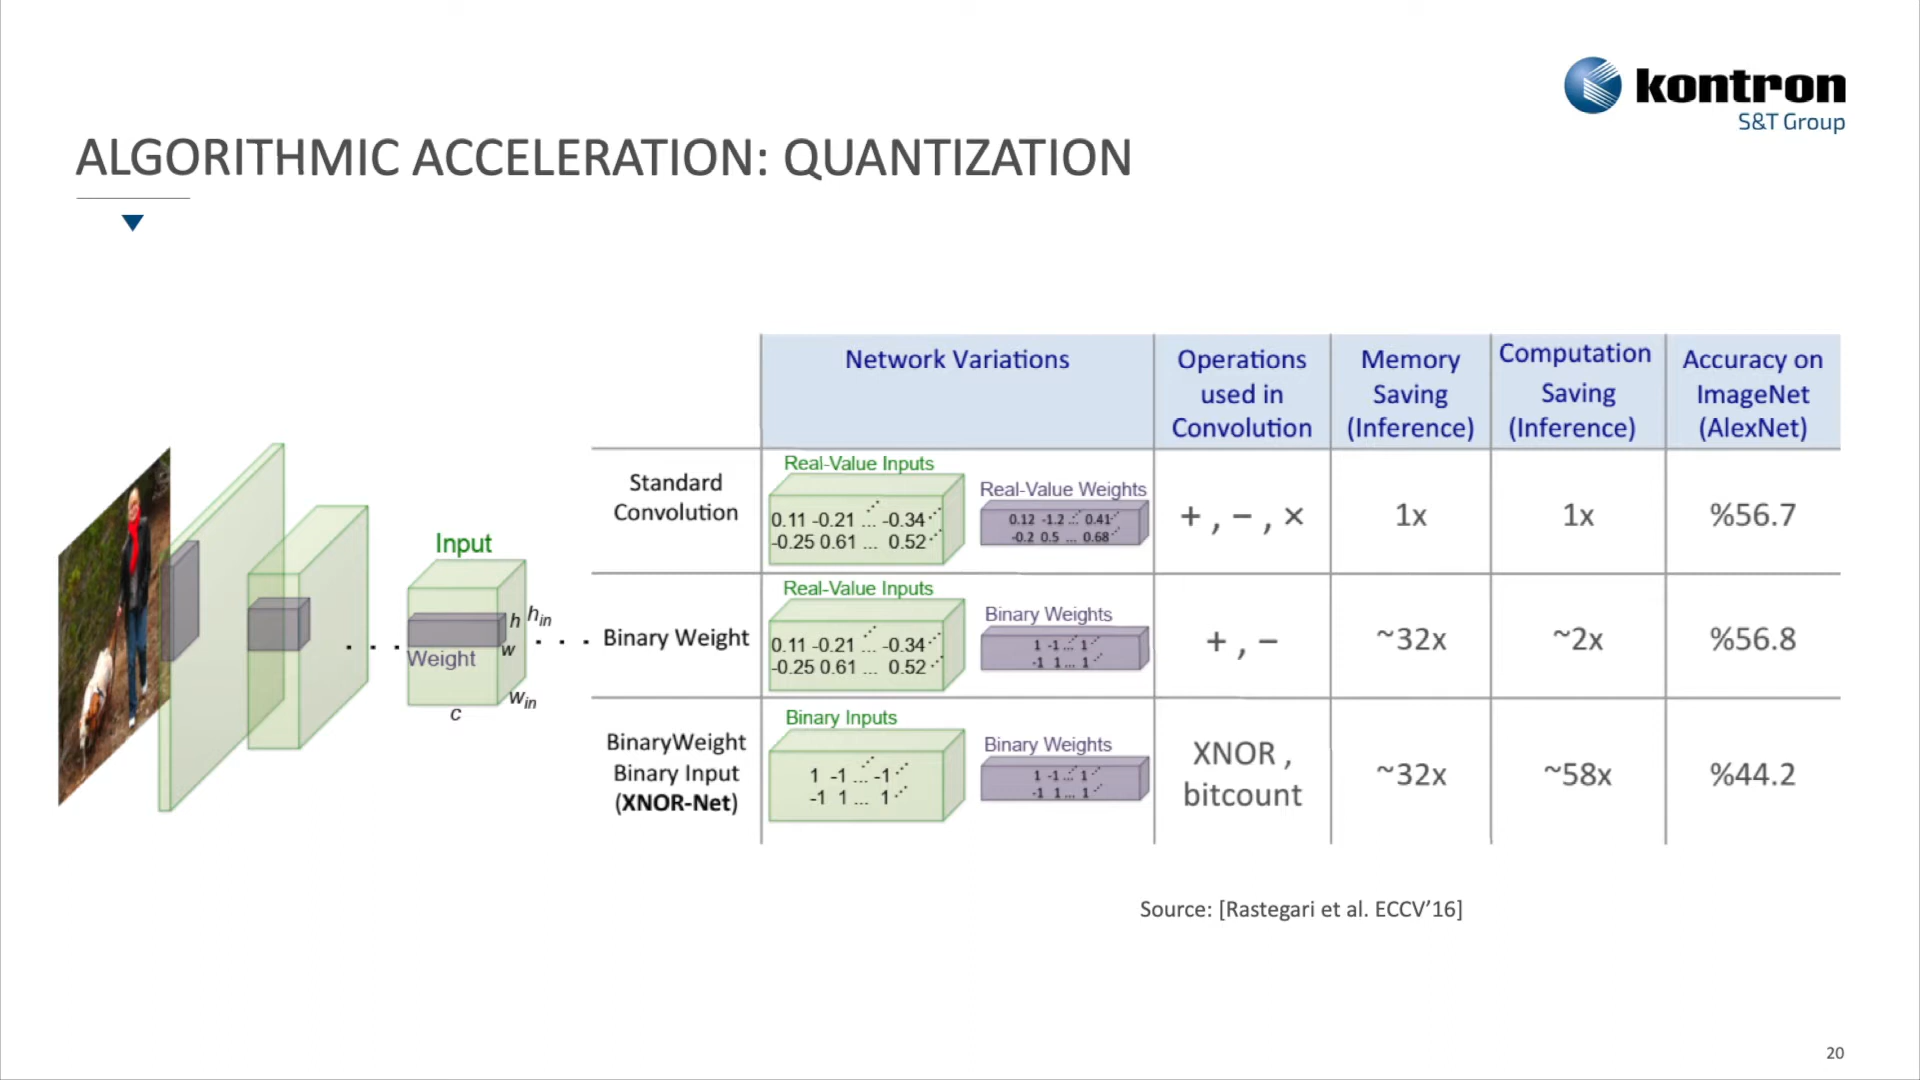 kontron
S&T Group
ALGORITHMIC ACCELERATION: QUANTIZATION
Network Variations
Operations
used in
Convolution
Memory
Saving
(Inference)
Computation
Saving
(Inference)
Accuracy on
ImageNet
(AlexNet)
Input
h
h_in
w
Weight
w_in
c
Standard
Convolution
Real-Value Inputs
0.11 -0.21 ... -0.34
-0.25 0.61 ... 0.52
Real-Value Weights
0.12 -1.2 ... 0.41
-0.2 0.5 ... 0.68
+ , − , ×
1x
1x
%56.7
Binary Weight
Real-Value Inputs
0.11 -0.21 ... -0.34
-0.25 0.61 ... 0.52
Binary Weights
1 -1 ... 1
-1 1 ... 1
+ , −
~32x
~2x
%56.8
BinaryWeight
Binary Input
(XNOR-Net)
Binary Inputs
1 -1 ... -1
-1 1 ... 1
Binary Weights
1 -1 ... 1
-1 1 ... 1
XNOR ,
bitcount
~32x
~58x
%44.2
Source: [Rastegari et al. ECCV’16]
20